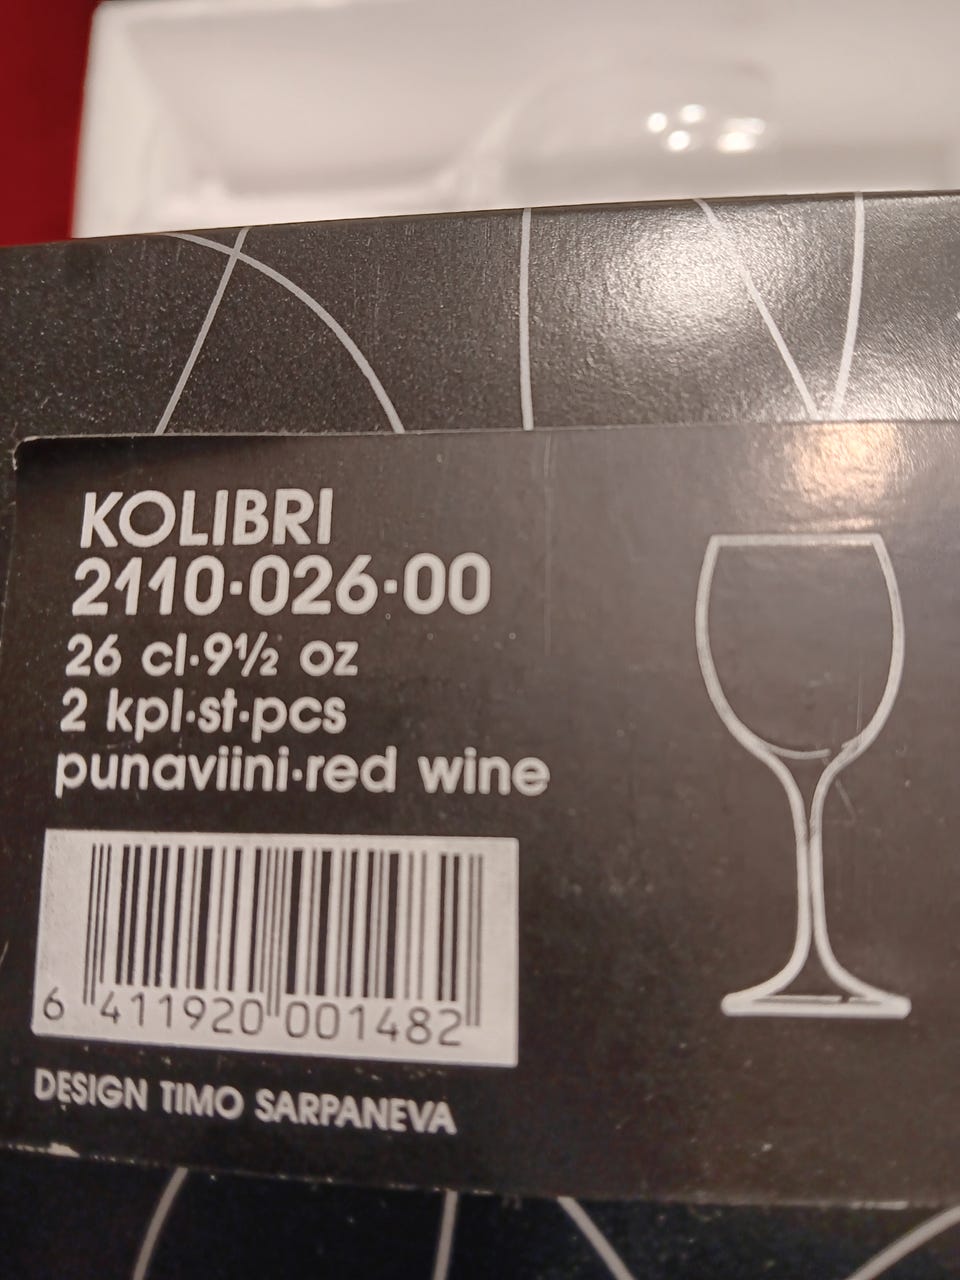 KOLIBRI
2110·026·00
26 cl·9½ oz
2 kpl·st·pcs
punaviini·red wine
6 411920 001482
DESIGN TIMO SARPANEVA